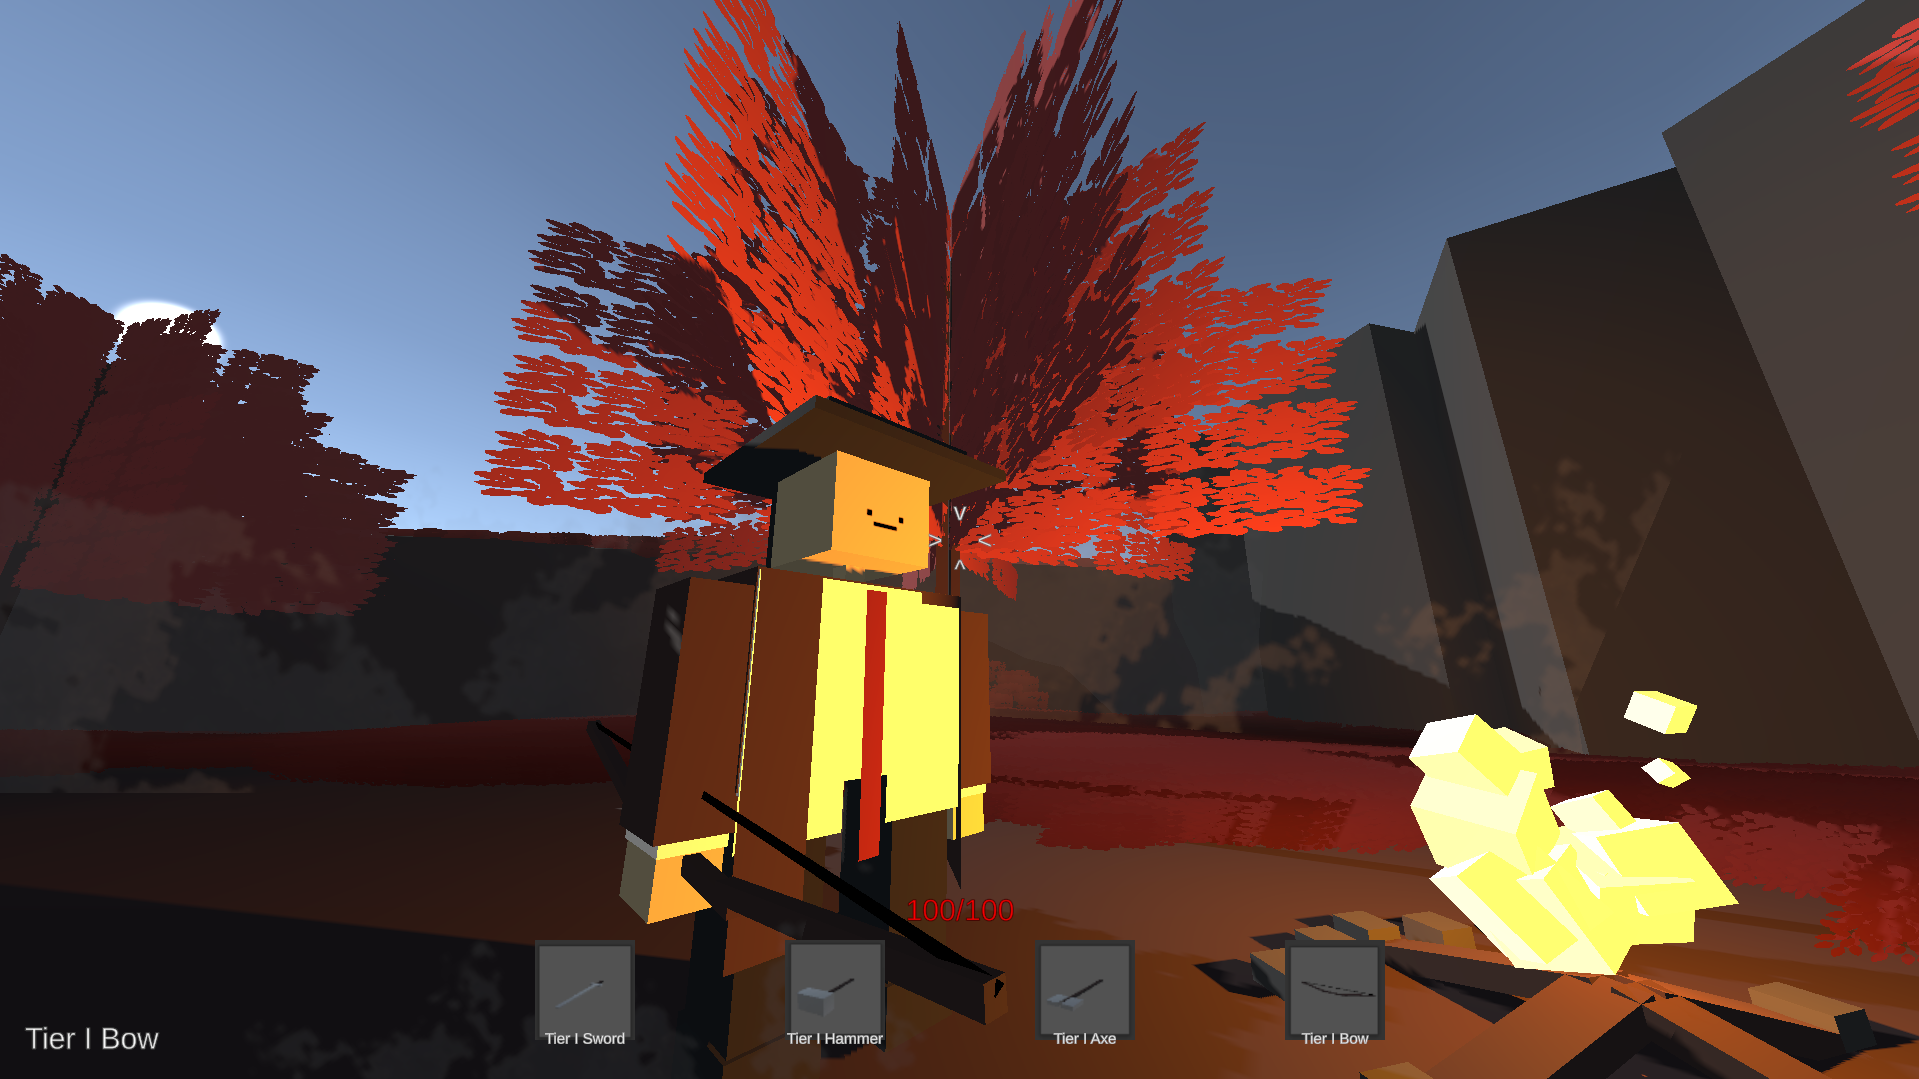 100/100
Tier I Sword
Tier I Hammer
Tier I Axe
Tier I Bow
Tier I Bow